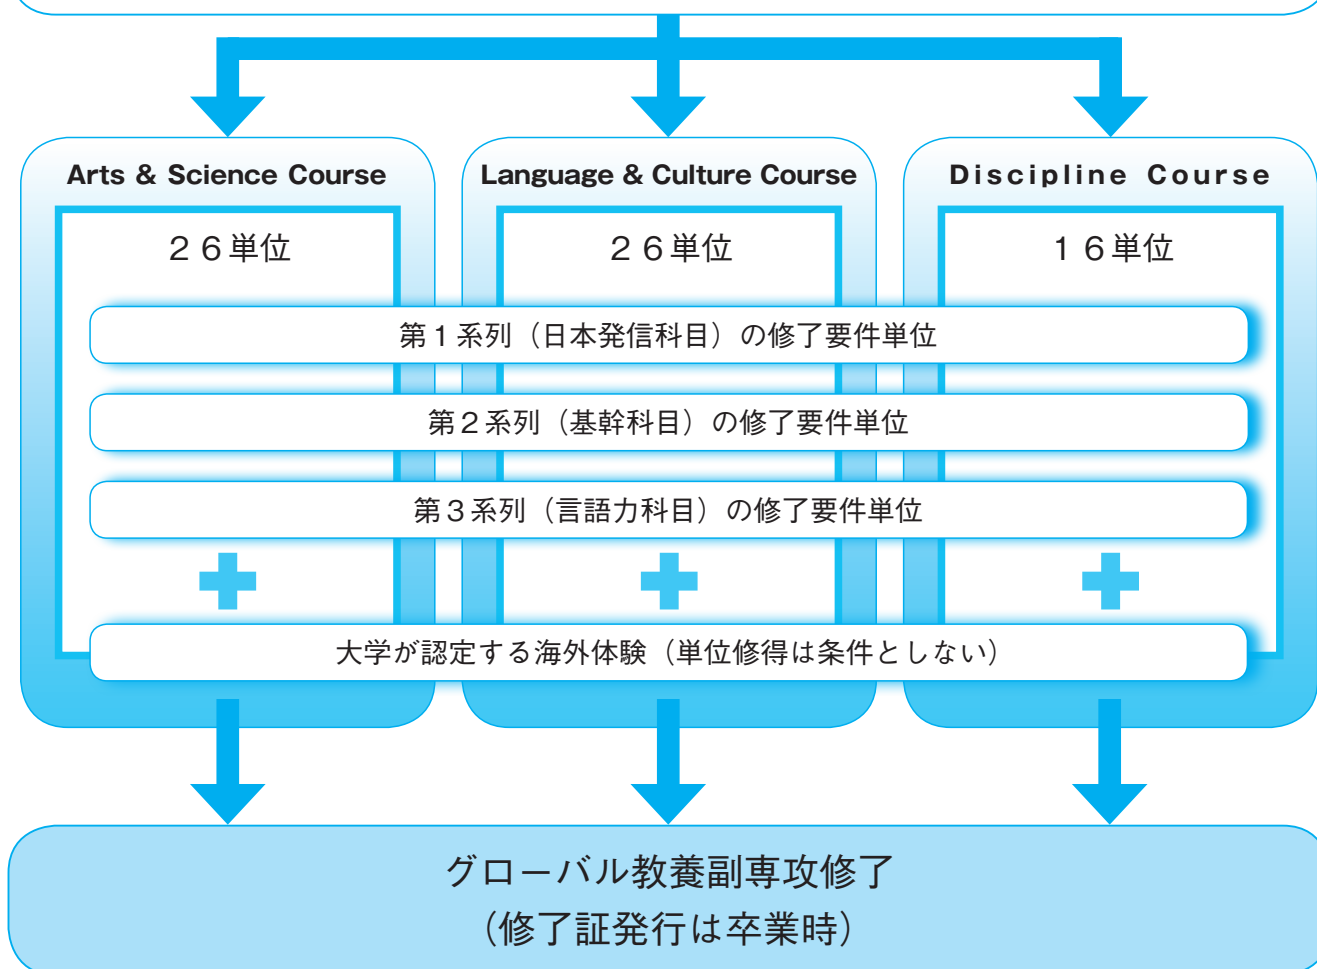 Arts & Science Course
Language & Culture Course
Discipline Course
２６単位
２６単位
１６単位
第１系列（日本発信科目）の修了要件単位
第２系列（基幹科目）の修了要件単位
第３系列（言語力科目）の修了要件単位
大学が認定する海外体験（単位修得は条件としない）
グローバル教養副専攻修了
（修了証発行は卒業時）